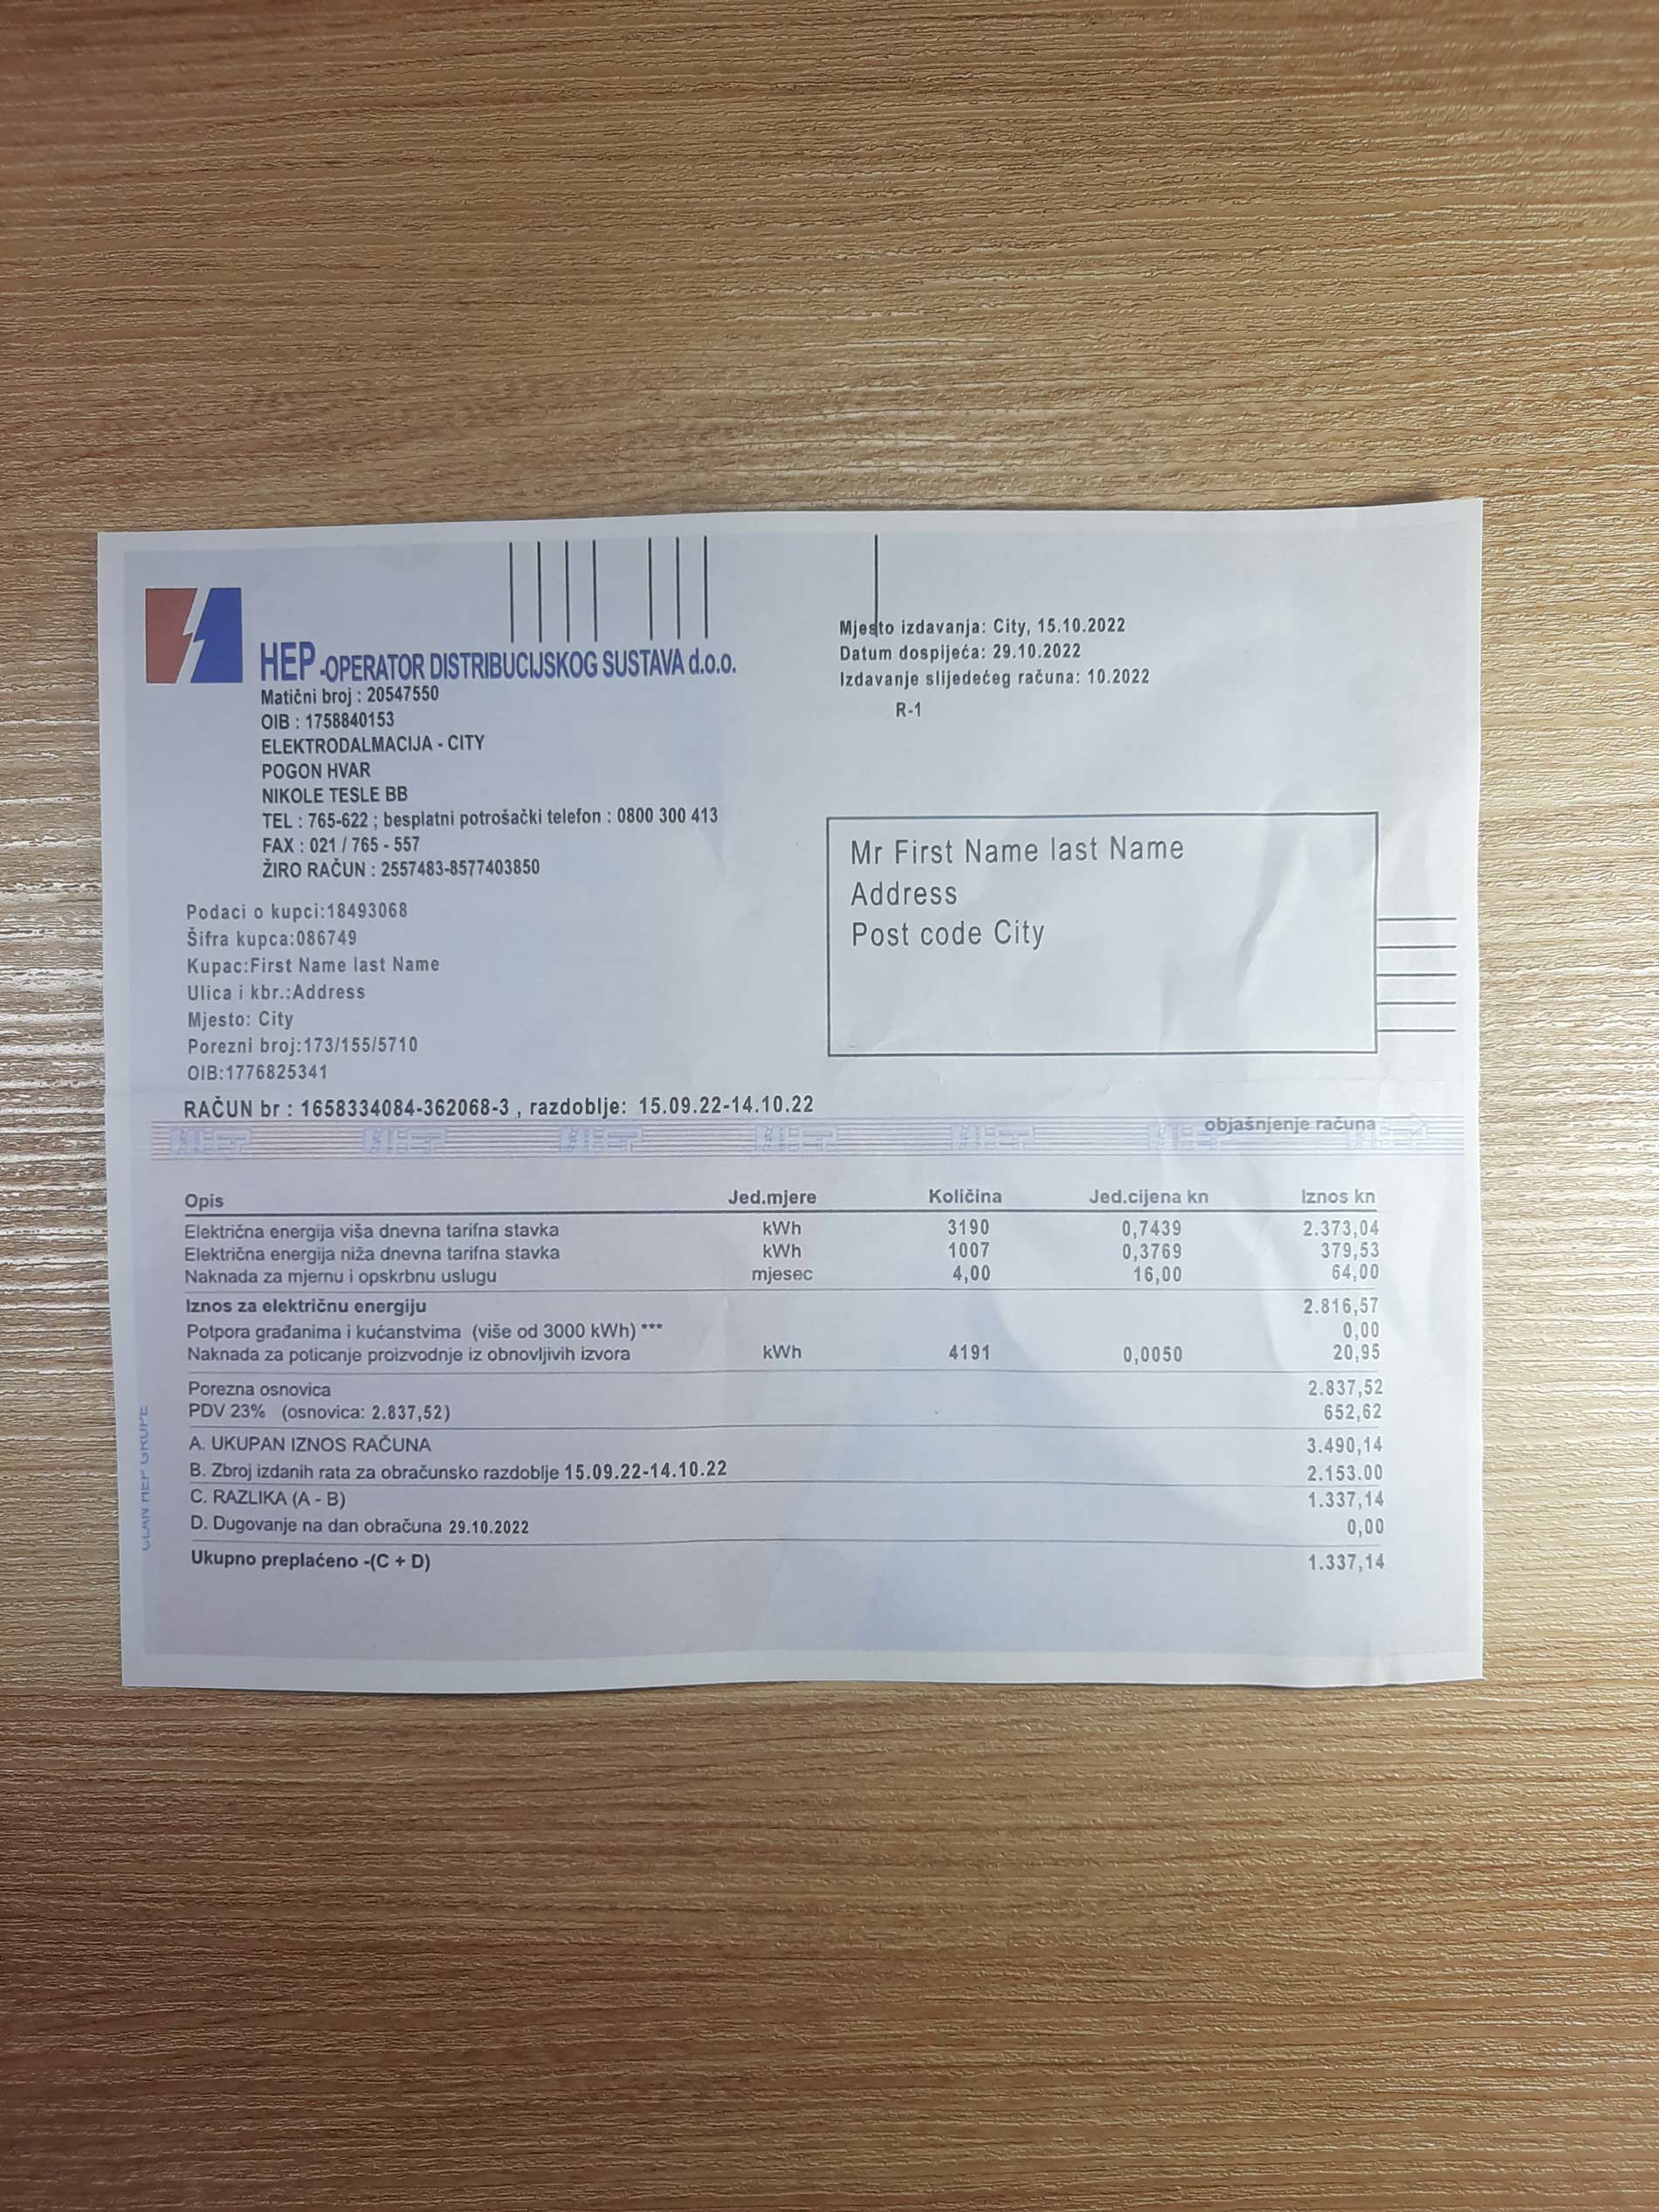 HEP-OPERATOR DISTRIBUCIJSKOG SUSTAVA d.o.o.
Matični broj : 20547550
OIB : 1758840153
ELEKTRODALMACIJA - CITY
POGON HVAR
NIKOLE TESLE BB
TEL : 765-622 ; besplatni potrošački telefon : 0800 300 413
FAX : 021 / 765 - 557
ŽIRO RAČUN : 2557483-8577403850
Mjesto izdavanja: City, 15.10.2022
Datum dospijeća: 29.10.2022
Izdavanje slijedećeg računa: 10.2022
R-1
Mr First Name last Name
Address
Post code City
Podaci o kupci:18493068
Šifra kupca:086749
Kupac:First Name last Name
Ulica i kbr.:Address
Mjesto: City
Porezni broj:173/155/5710
OIB:1776825341
RAČUN br : 1658334084-362068-3 , razdoblje: 15.09.22-14.10.22
objašnjenje računa
HEP HEP HEP HEP HEP HEP HEP
Opis Jed.mjere Količina Jed.cijena kn Iznos kn
Električna energija viša dnevna tarifna stavka kWh 3190 0,7439 2.373,04
Električna energija niža dnevna tarifna stavka kWh 1007 0,3769 379,53
Naknada za mjernu i opskrbnu uslugu mjesec 4,00 16,00 64,00
Iznos za električnu energiju 2.816,57
Potpora građanima i kućanstvima (više od 3000 kWh) *** 0,00
Naknada za poticanje proizvodnje iz obnovljivih izvora kWh 4191 0,0050 20,95
Porezna osnovica 2.837,52
PDV 23% (osnovica: 2.837,52) 652,62
A. UKUPAN IZNOS RAČUNA 3.490,14
B. Zbroj izdanih rata za obračunsko razdoblje 15.09.22-14.10.22 2.153.00
C. RAZLIKA (A - B) 1.337,14
D. Dugovanje na dan obračuna 29.10.2022 0,00
Ukupno preplaćeno -(C + D) 1.337,14
ČLAN HEP GRUPE